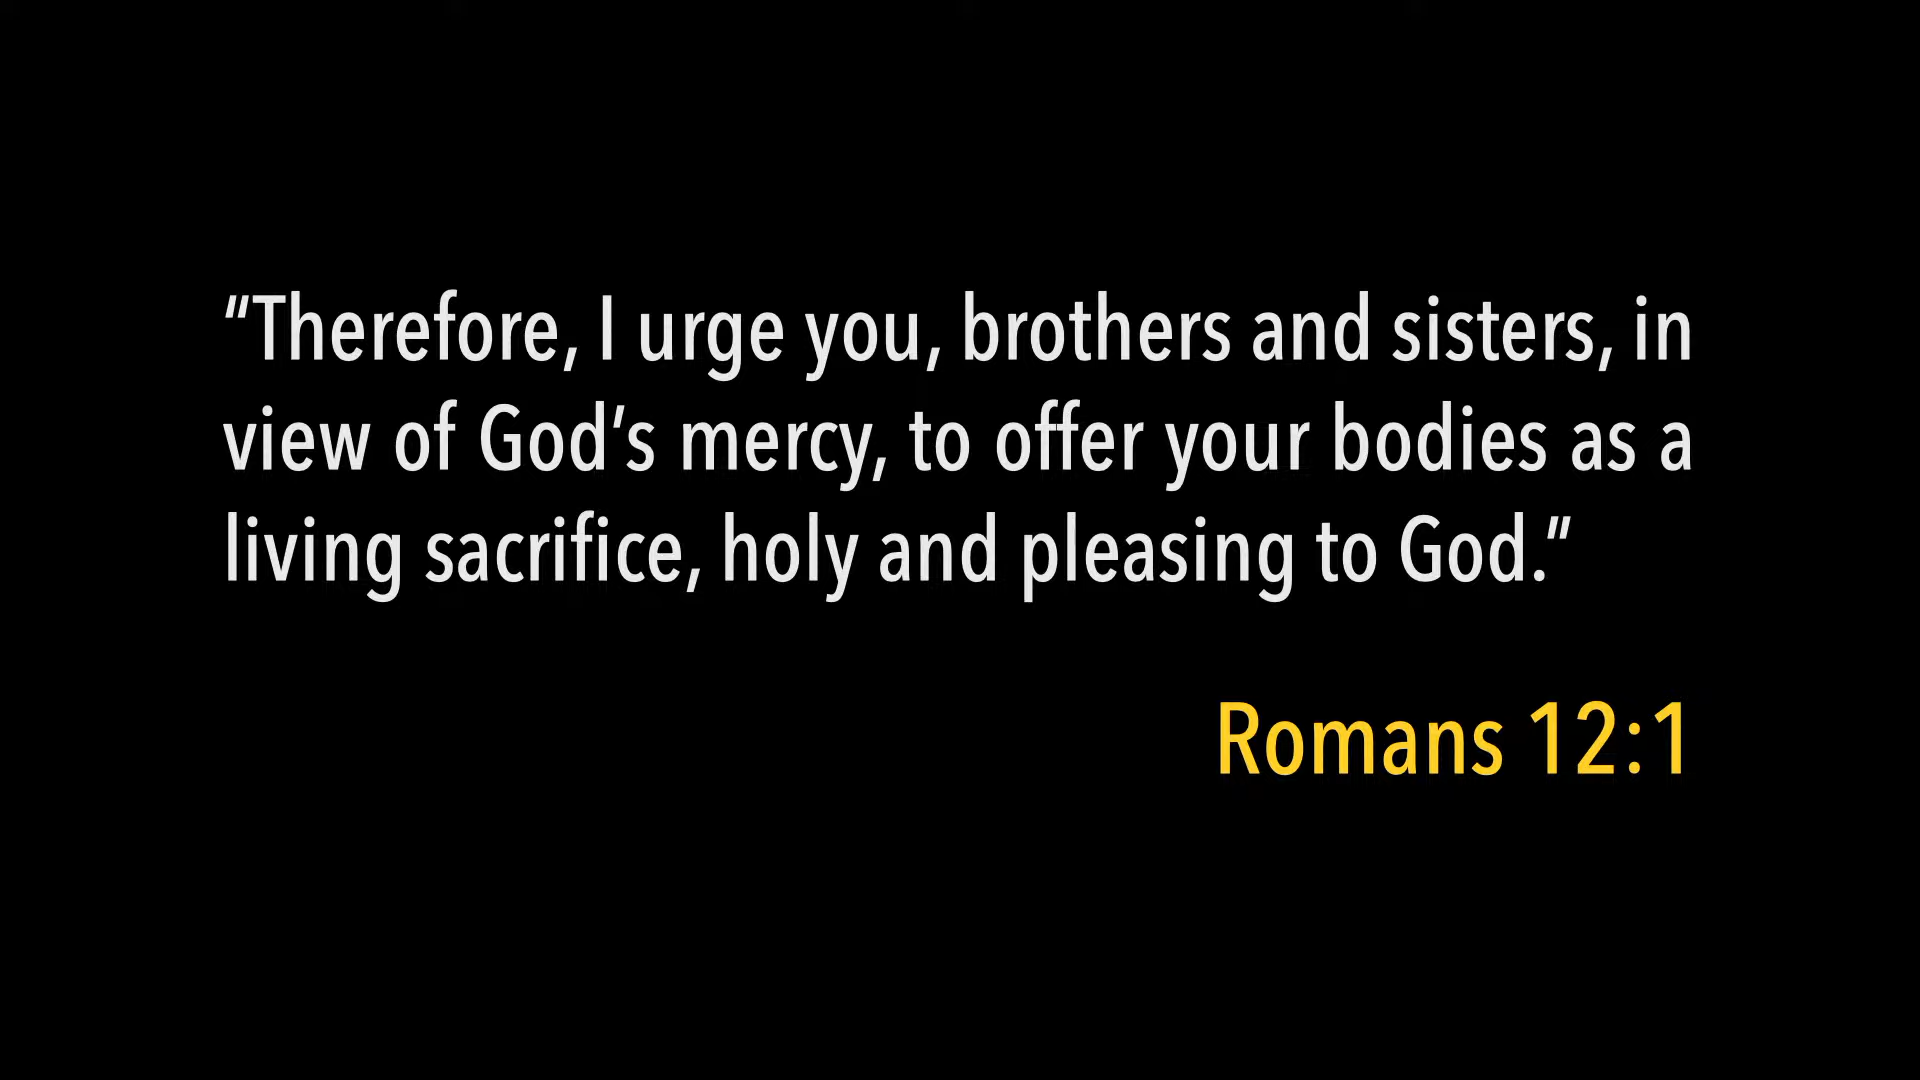 “Therefore, I urge you, brothers and sisters, in
view of God‘s mercy, to offer your bodies as a
living sacrifice, holy and pleasing to God.”
Romans 12:1